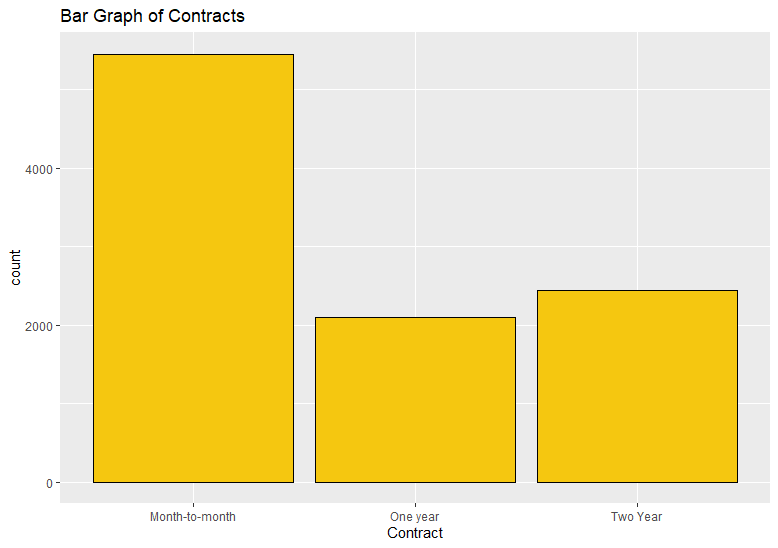 Bar Graph of Contracts
count
4000
2000
0
Month-to-month
One year
Two Year
Contract